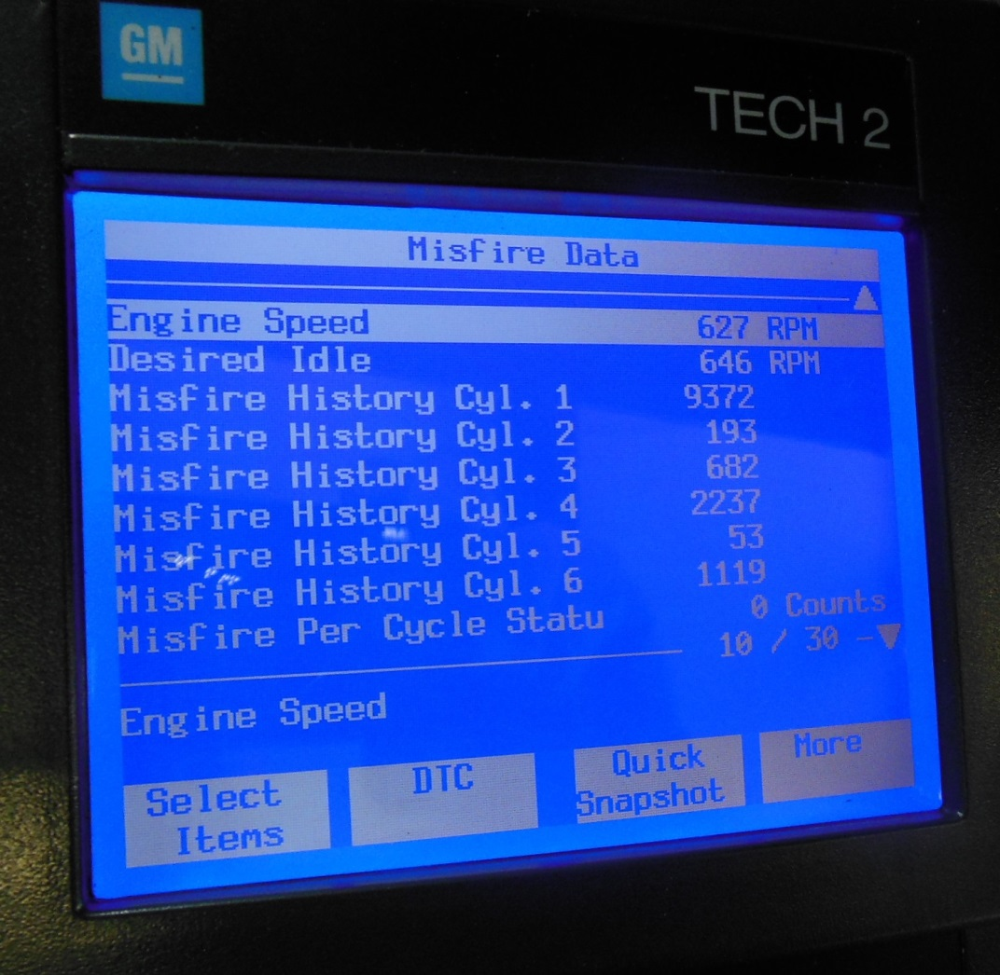 GM
TECH 2
Misfire Data
Engine Speed 627 RPM
Desired Idle 646 RPM
Misfire History Cyl. 1 9372
Misfire History Cyl. 2 193
Misfire History Cyl. 3 682
Misfire History Cyl. 4 2237
Misfire History Cyl. 5 53
Misfire History Cyl. 6 1119
Misfire Per Cycle Statu 0 Counts
10 / 30
Engine Speed
Select
Items
DTC
Quick
Snapshot
More